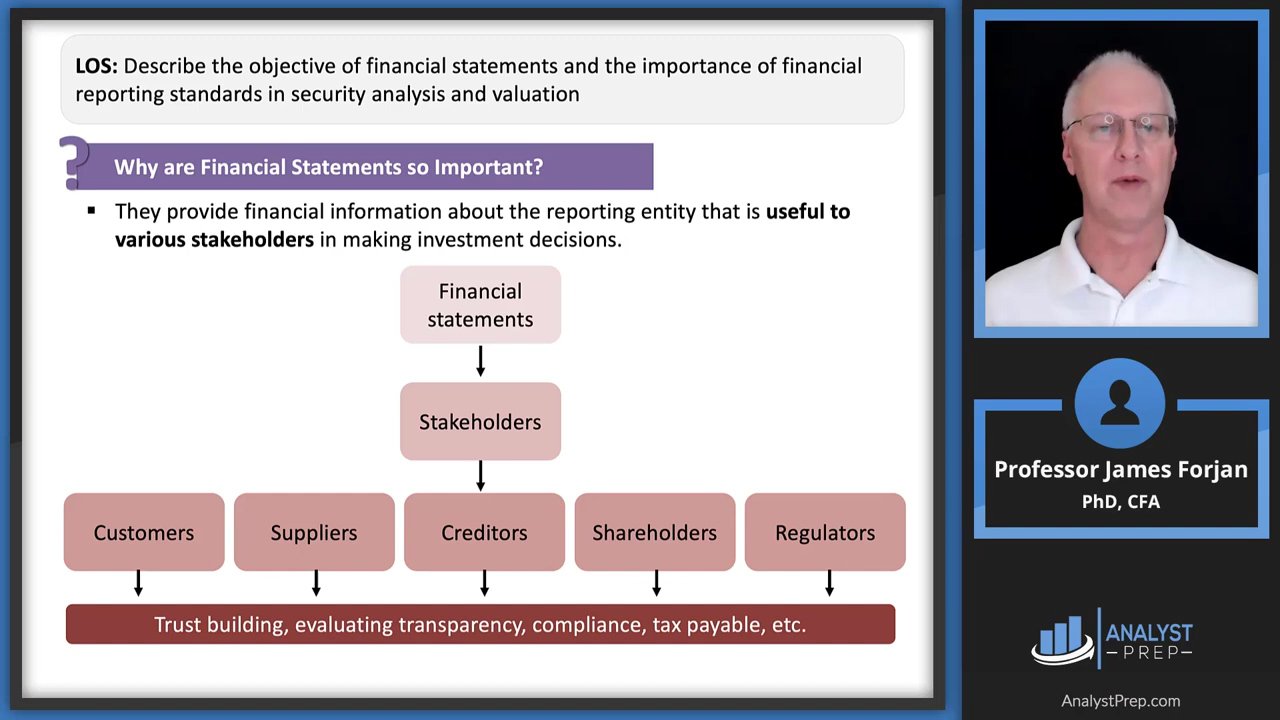 LOS: Describe the objective of financial statements and the importance of financial
reporting standards in security analysis and valuation
?
Why are Financial Statements so Important?
▪ They provide financial information about the reporting entity that is useful to
various stakeholders in making investment decisions.
Financial
statements
Stakeholders
Customers
Suppliers
Creditors
Shareholders
Regulators
Trust building, evaluating transparency, compliance, tax payable, etc.
Professor James Forjan
PhD, CFA
ANALYST
PREP
AnalystPrep.com